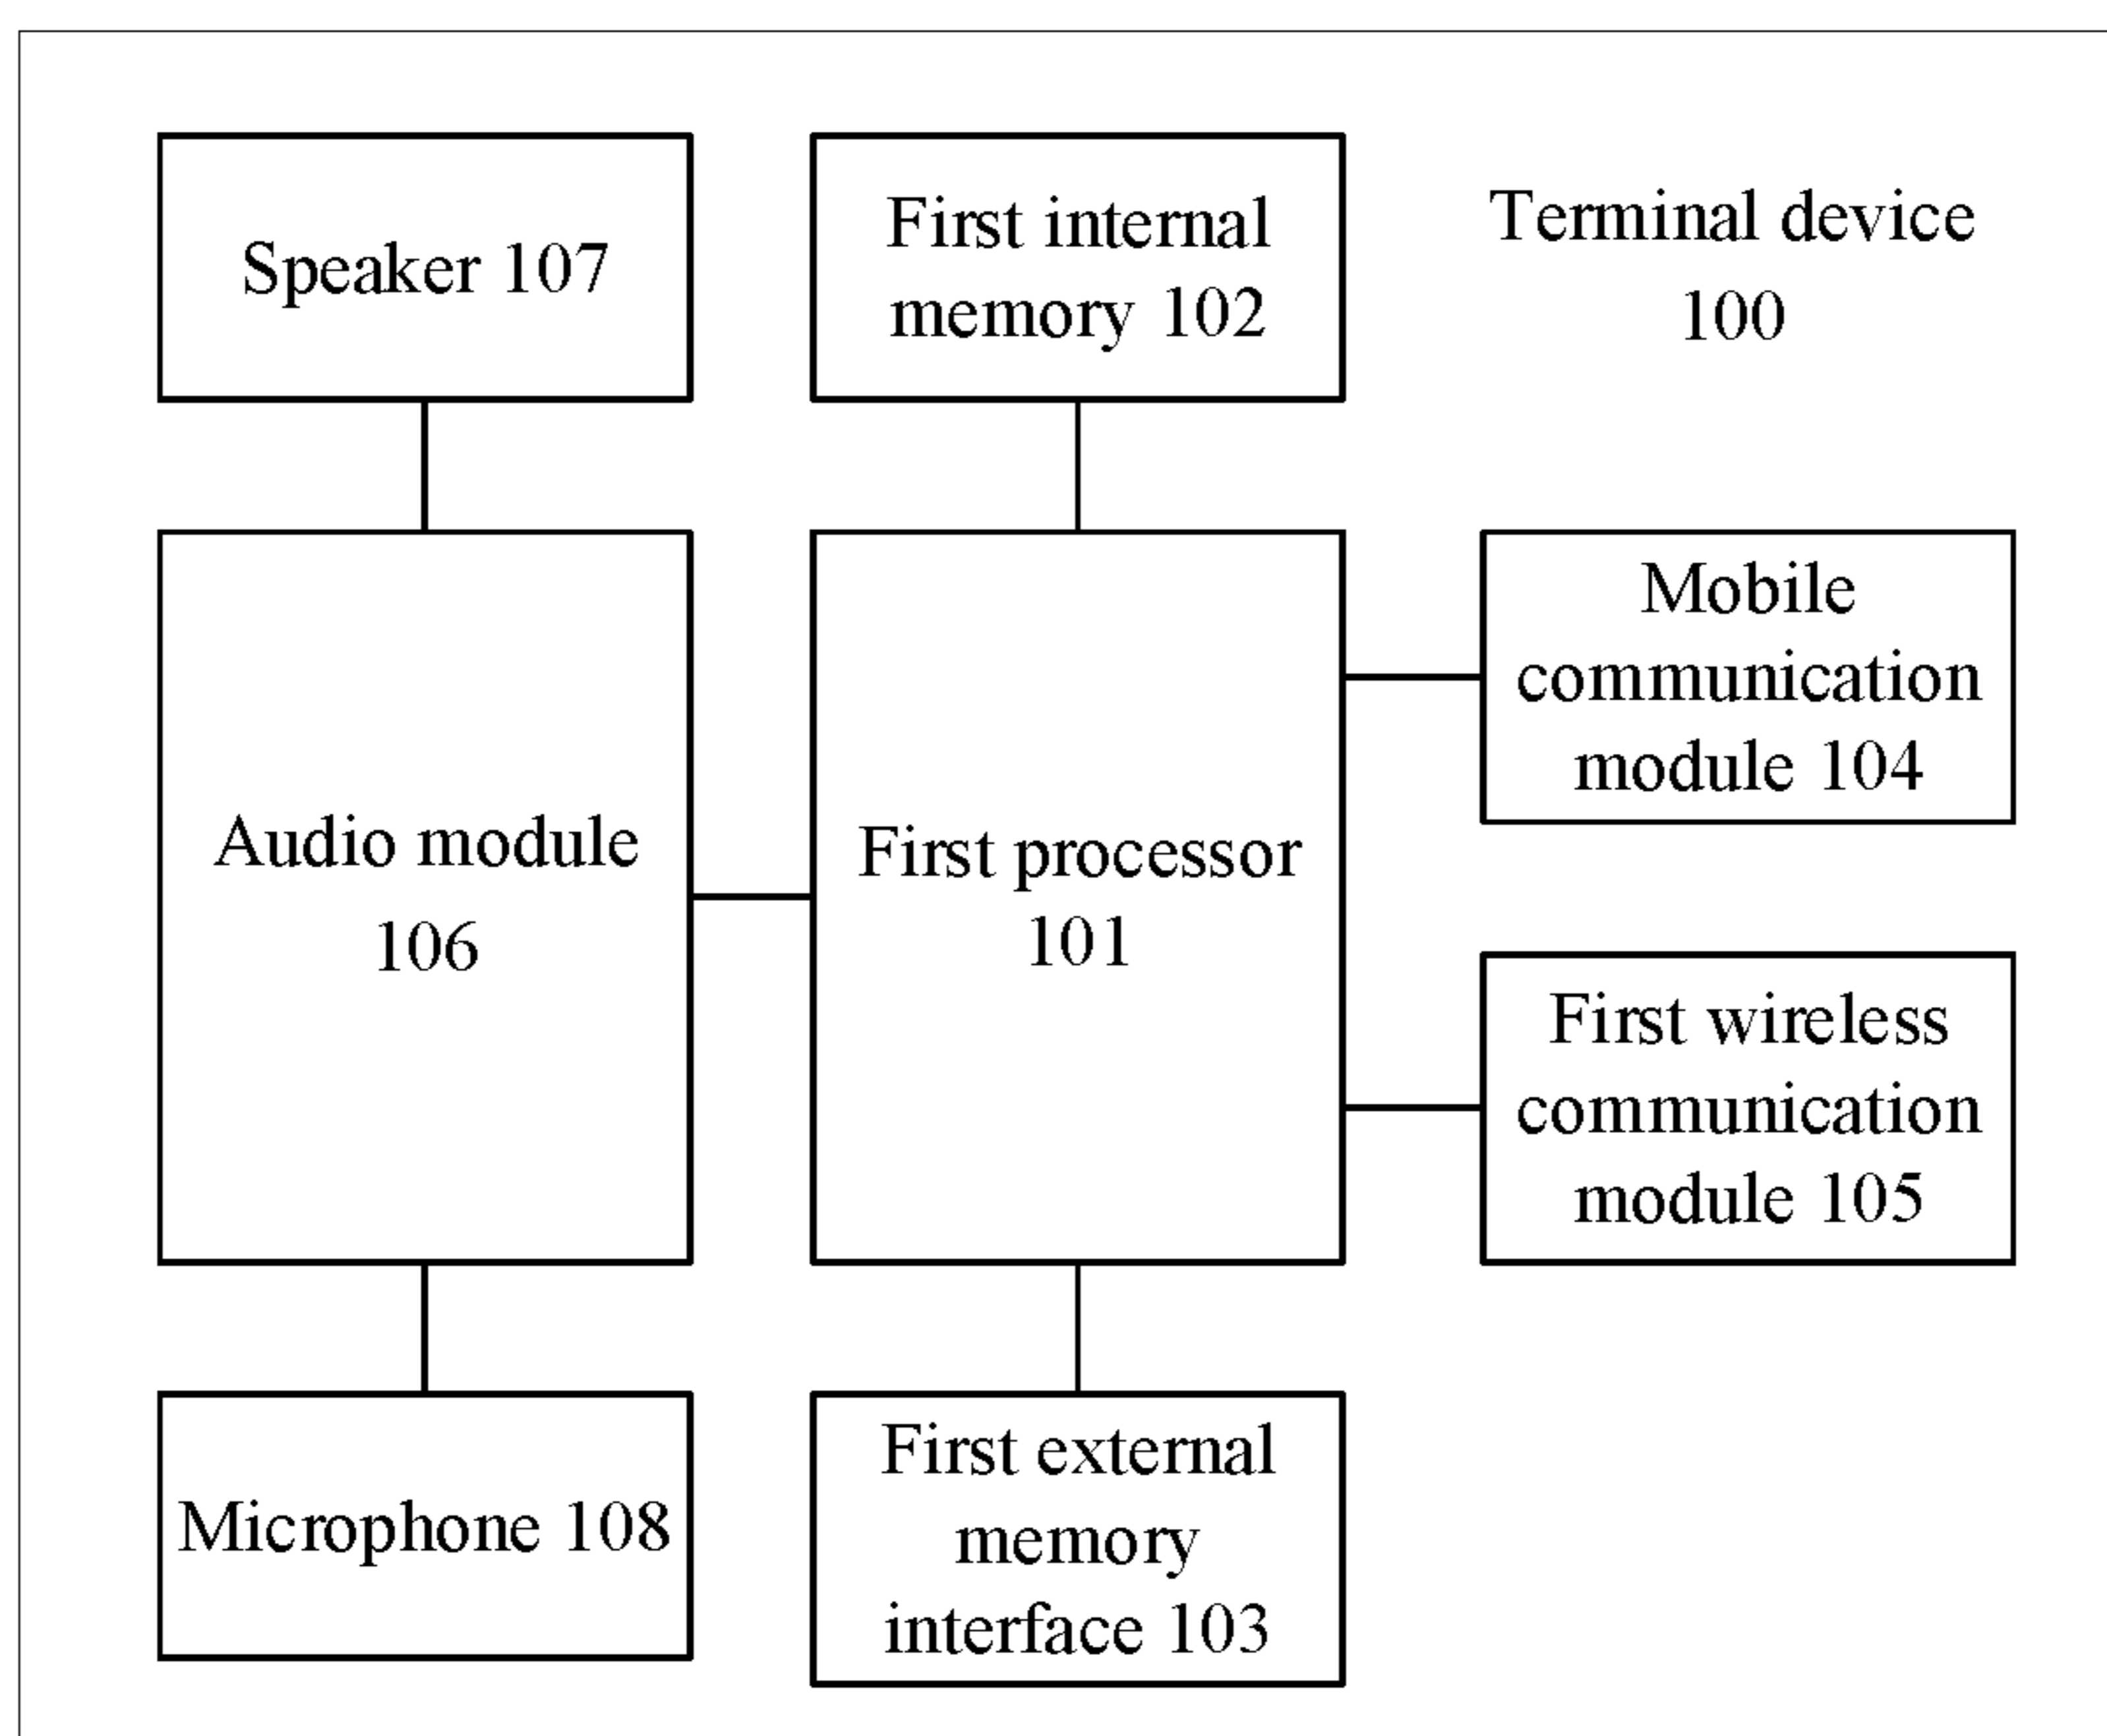 Speaker 107
First internal
memory 102
Terminal device
100
Audio module
106
First processor
101
Mobile
communication
module 104
First wireless
communication
module 105
Microphone 108
First external
memory
interface 103